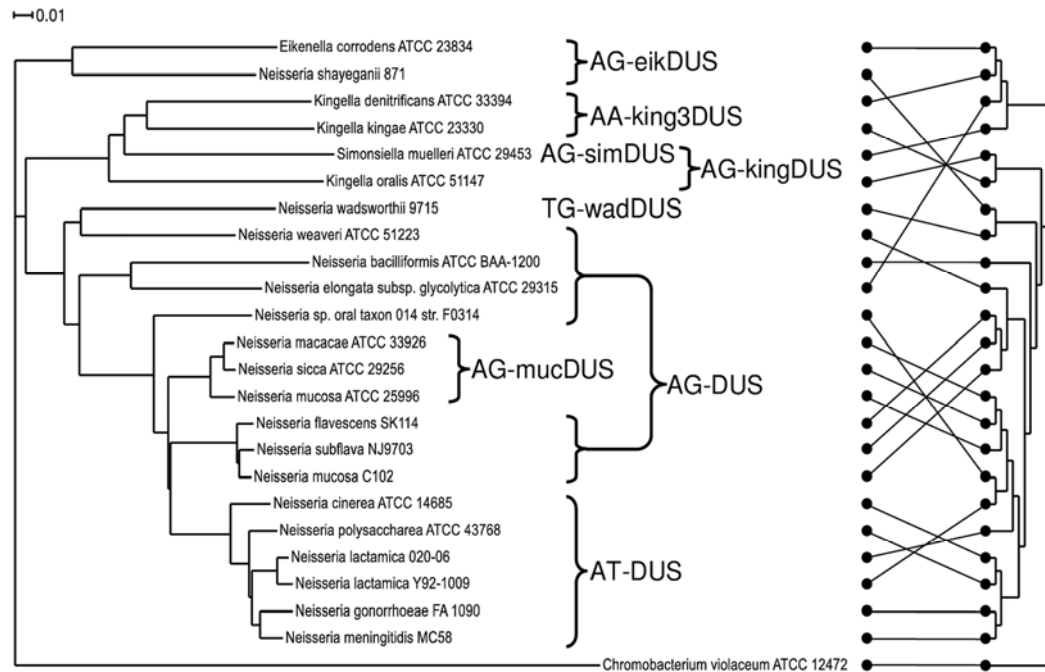 0.01
Eikenella corrodens ATCC 23834
Neisseria shayeganii 871
AG-eikDUS
Kingella denitrificans ATCC 33394
Kingella kingae ATCC 23330
AA-king3DUS
Simonsiella muelleri ATCC 29453
AG-simDUS
Kingella oralis ATCC 51147
AG-kingDUS
Neisseria wadsworthii 9715
TG-wadDUS
Neisseria weaveri ATCC 51223
Neisseria bacilliformis ATCC BAA-1200
Neisseria elongata subsp. glycolytica ATCC 29315
Neisseria sp. oral taxon 014 str. F0314
Neisseria macacae ATCC 33926
Neisseria sicca ATCC 29256
Neisseria mucosa ATCC 25996
AG-mucDUS
AG-DUS
Neisseria flavescens SK114
Neisseria subflava NJ9703
Neisseria mucosa C102
Neisseria cinerea ATCC 14685
Neisseria polysaccharea ATCC 43768
Neisseria lactamica 020-06
Neisseria lactamica Y92-1009
AT-DUS
Neisseria gonorrhoeae FA 1090
Neisseria meningitidis MC58
Chromobacterium violaceum ATCC 12472